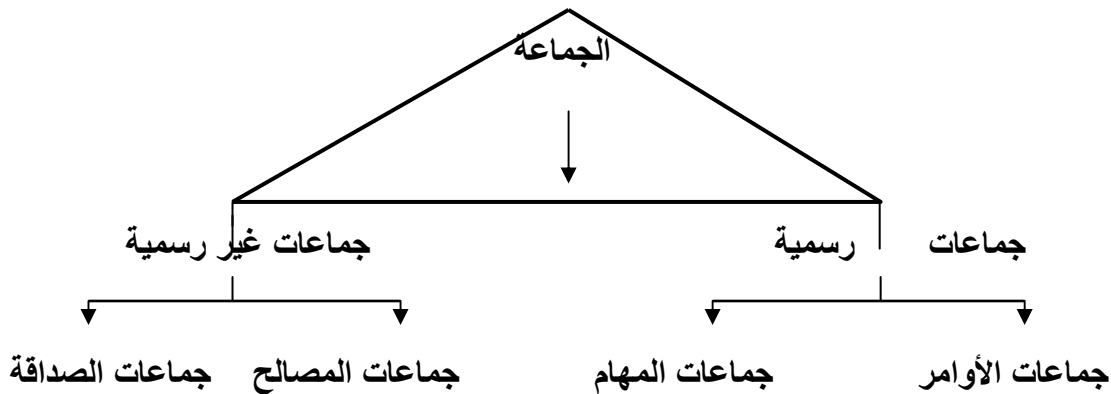 الجماعة
جماعات رسمية
جماعات غير رسمية
جماعات الأوامر
جماعات المهام
جماعات المصالح
جماعات الصداقة